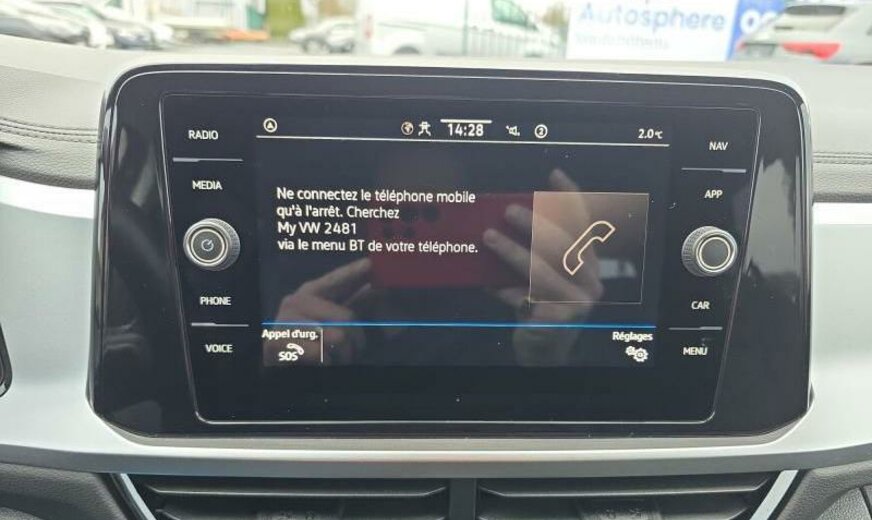 Autosphere
RADIO
14:28
2
2.0°C
NAV
MEDIA
APP
Ne connectez le téléphone mobile
qu'à l'arrêt. Cherchez
My VW 2481
via le menu BT de votre téléphone.
PHONE
CAR
Appel d'urg.
SOS
Réglages
VOICE
MENU